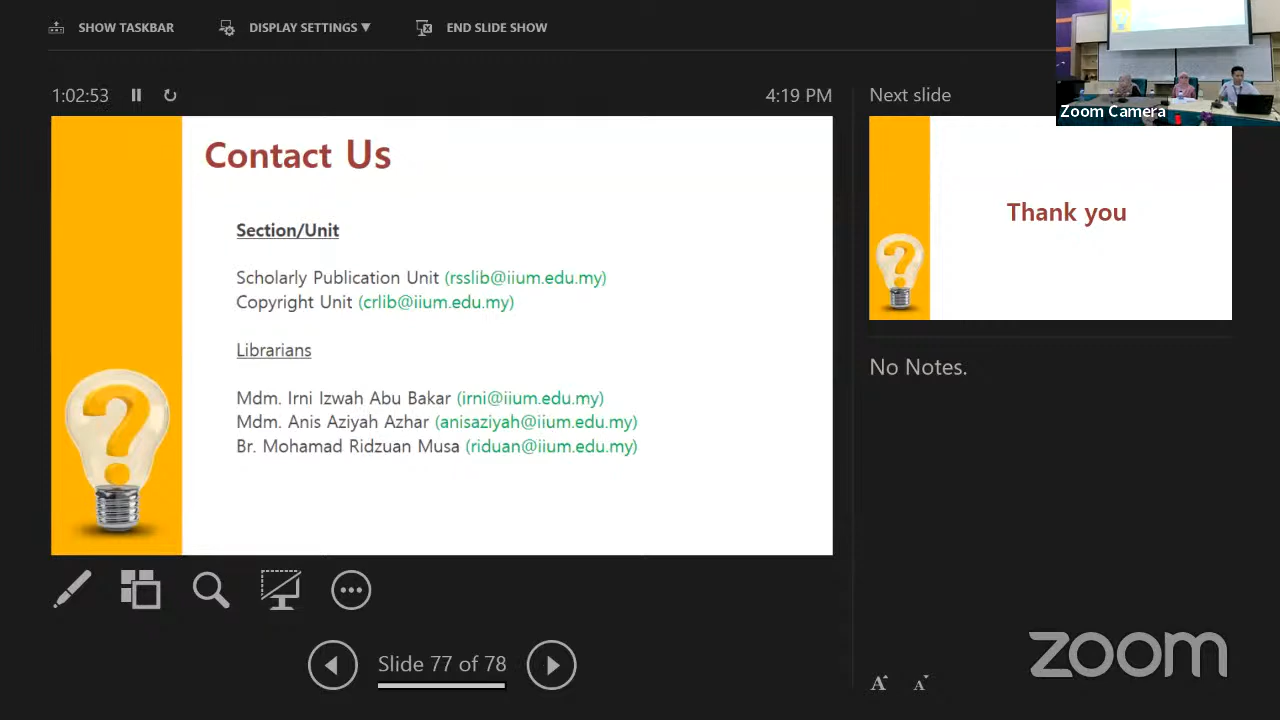 SHOW TASKBAR
DISPLAY SETTINGS ▼
END SLIDE SHOW
1:02:53
4:19 PM
Next slide
Zoom Camera
Contact Us
Section/Unit
Scholarly Publication Unit (rsslib@iium.edu.my)
Copyright Unit (crlib@iium.edu.my)
Librarians
Mdm. Irni Izwah Abu Bakar (irni@iium.edu.my)
Mdm. Anis Aziyah Azhar (anisaziyah@iium.edu.my)
Br. Mohamad Ridzuan Musa (riduan@iium.edu.my)
Thank you
No Notes.
Slide 77 of 78
A A
zoom